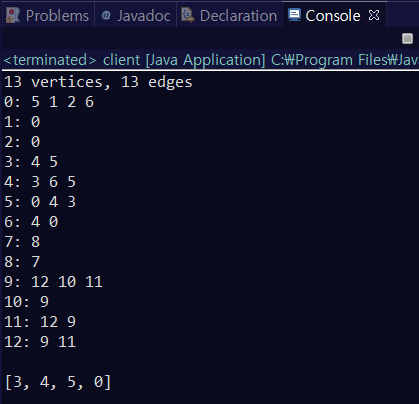 Problems @ Javadoc Declaration Console
<terminated> client [Java Application] C:₩Program Files₩Jav
13 vertices, 13 edges
0: 5 1 2 6
1: 0
2: 0
3: 4 5
4: 3 6 5
5: 0 4 3
6: 4 0
7: 8
8: 7
9: 12 10 11
10: 9
11: 12 9
12: 9 11
[3, 4, 5, 0]